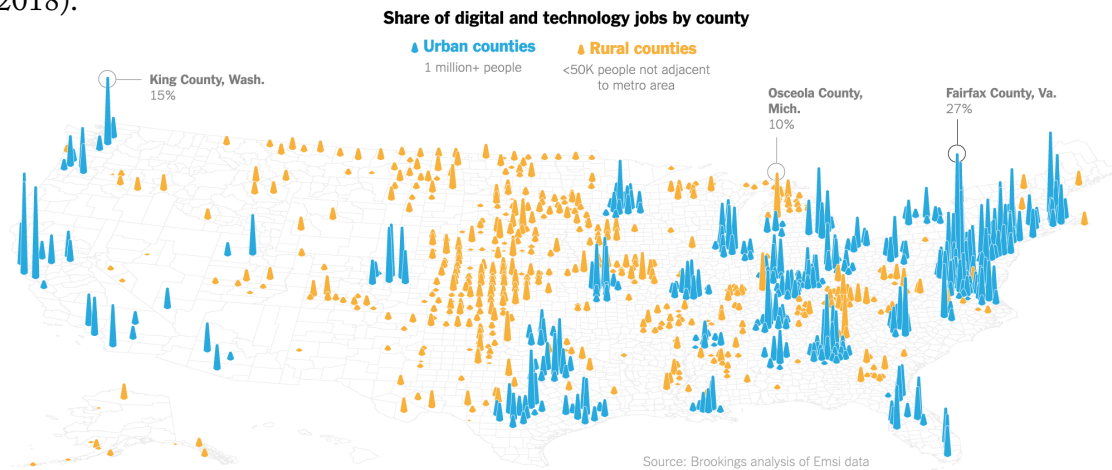 2018).
Share of digital and technology jobs by county
Urban counties
1 million+ people
Rural counties
<50K people not adjacent
to metro area
King County, Wash.
15%
Osceola County,
Mich.
10%
Fairfax County, Va.
27%
Source: Brookings analysis of Emsi data